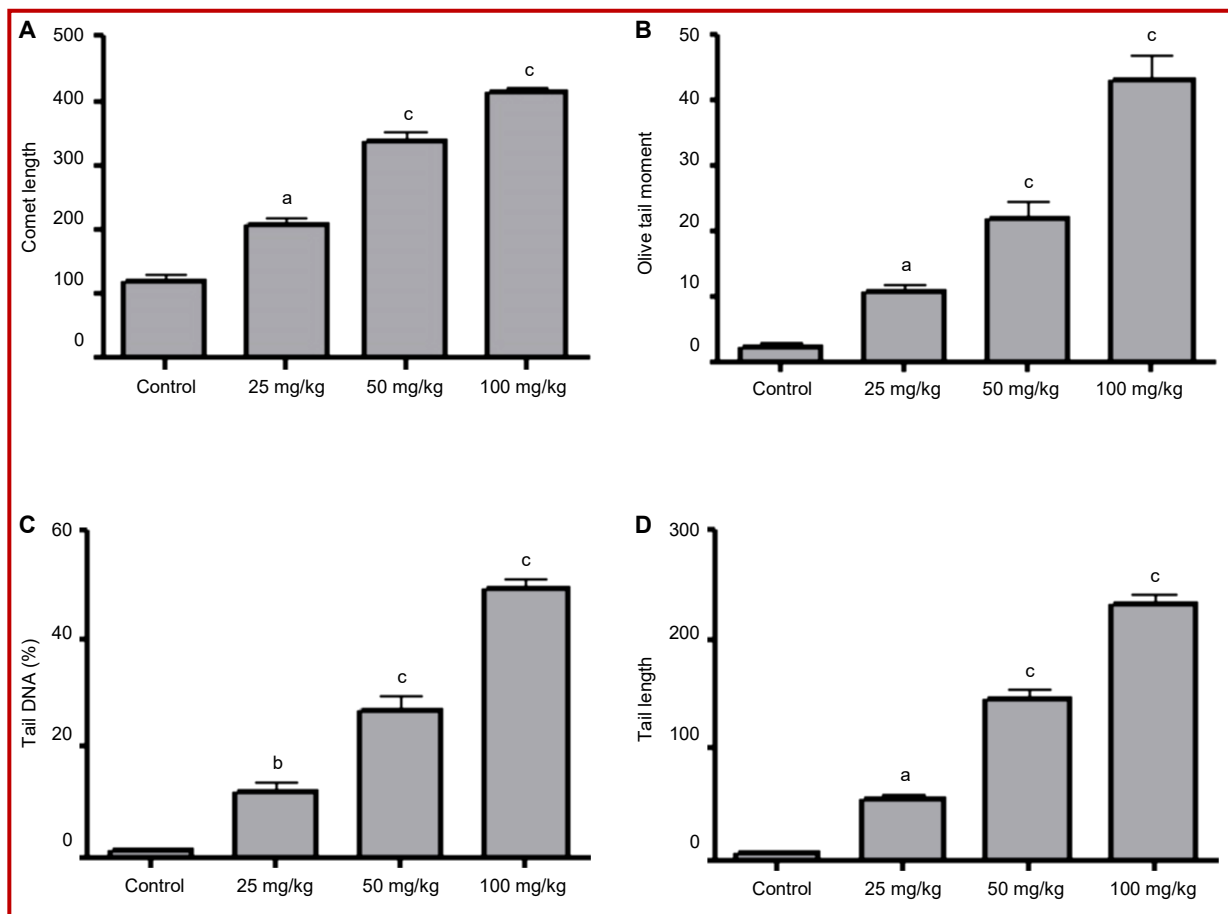 A
Comet length
500
400
300
200
100
0
a
c
c
Control
25 mg/kg
50 mg/kg
100 mg/kg
B
Olive tail moment
50
40
30
20
10
0
a
c
c
Control
25 mg/kg
50 mg/kg
100 mg/kg
C
Tail DNA (%)
60
40
20
0
b
c
c
Control
25 mg/kg
50 mg/kg
100 mg/kg
D
Tail length
300
200
100
0
a
c
c
Control
25 mg/kg
50 mg/kg
100 mg/kg